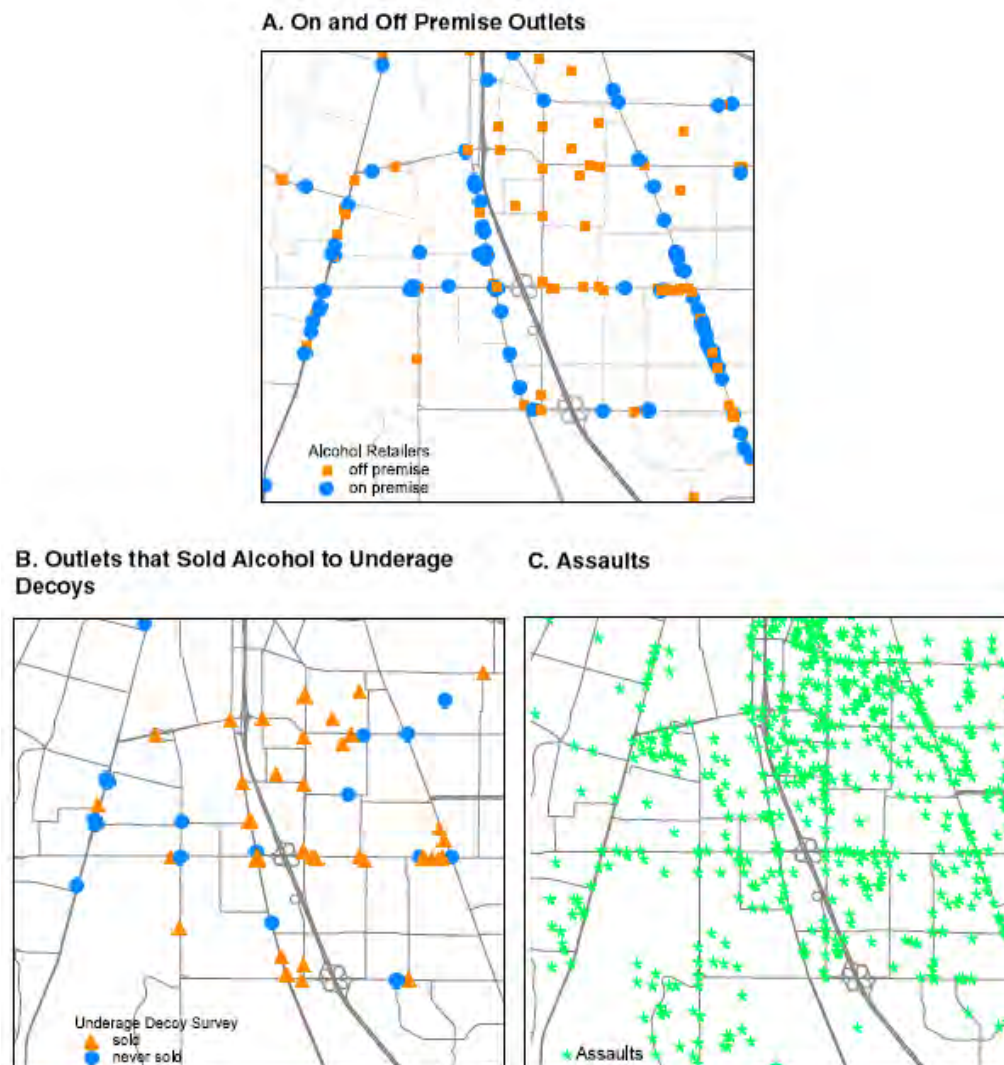 A. On and Off Premise Outlets
Alcohol Retailers
off premise
on premise
B. Outlets that Sold Alcohol to Underage
Decoys
Underage Decoy Survey
sold
never sold
C. Assaults
Assaults